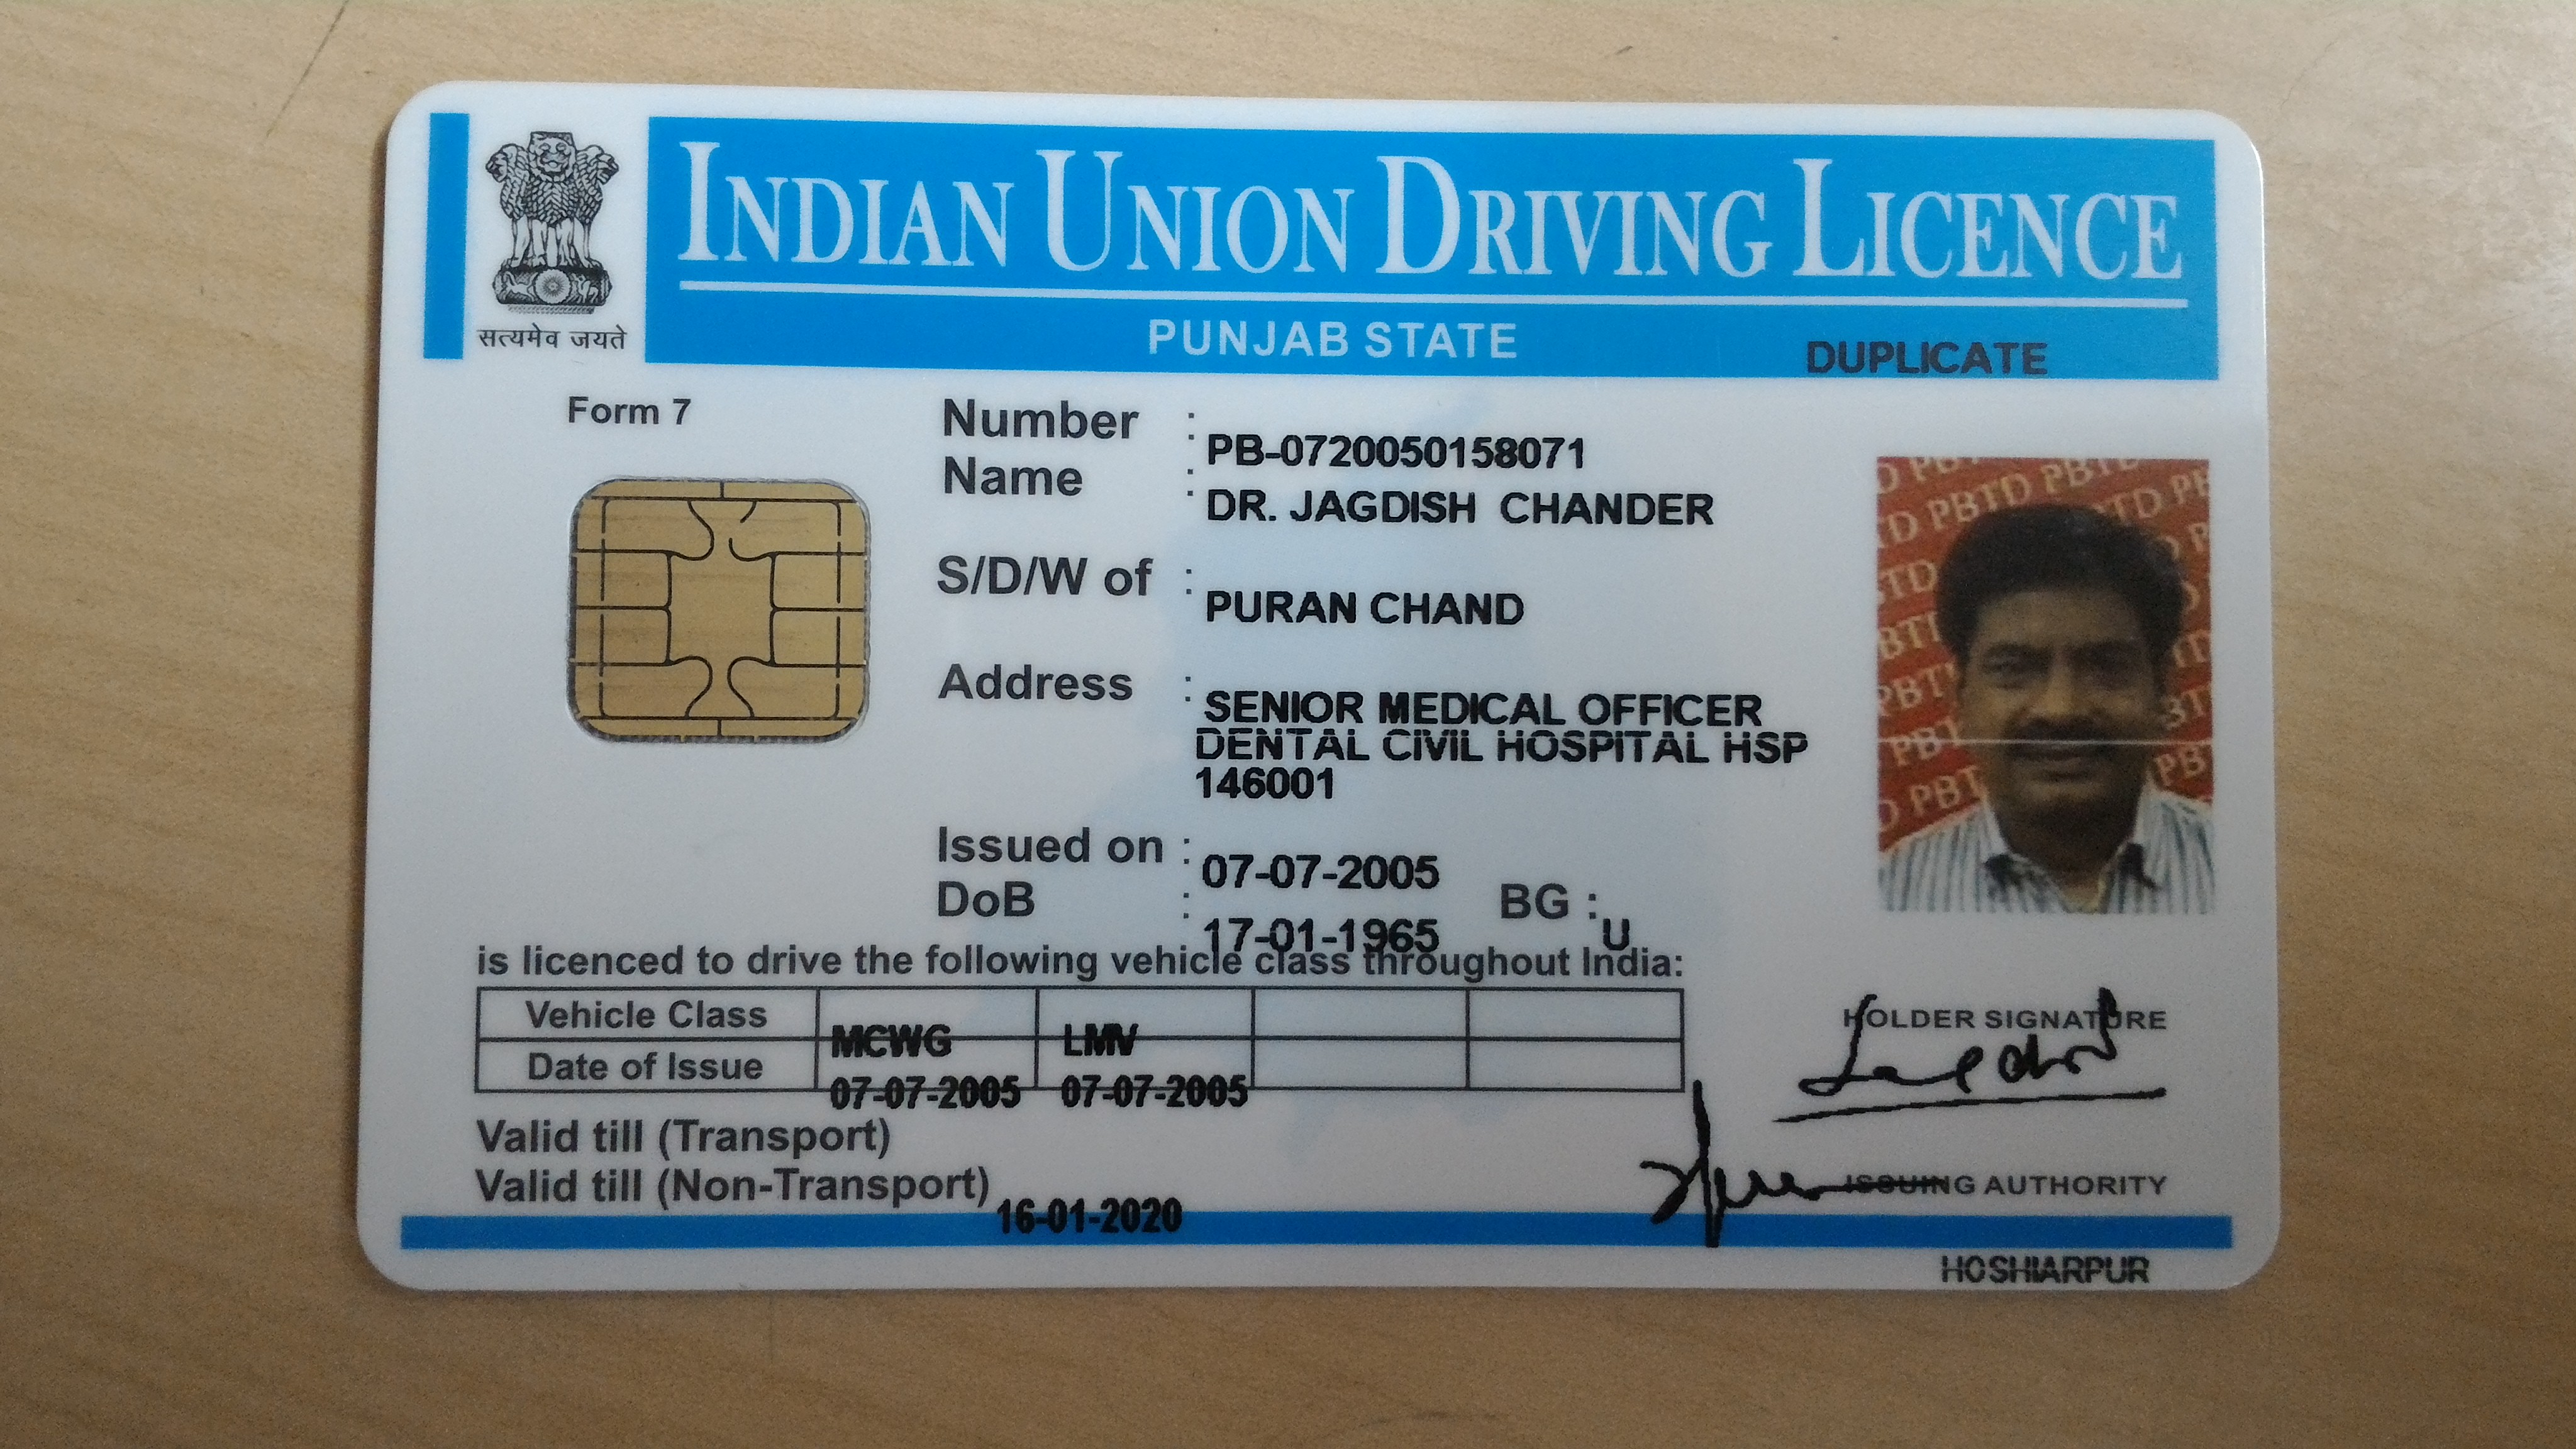 INDIAN UNION DRIVING LICENCE
सत्यमेव जयते
PUNJAB STATE
DUPLICATE
Form 7
Number : PB-0720050158071
Name : DR. JAGDISH CHANDER
S/D/W of : PURAN CHAND
Address : SENIOR MEDICAL OFFICER
DENTAL CIVIL HOSPITAL HSP
146001
Issued on : 07-07-2005
DoB : 17-01-1965 BG : U
is licenced to drive the following vehicle class throughout India:
Vehicle Class MCWG LMV
Date of Issue 07-07-2005 07-07-2005
Valid till (Transport)
Valid till (Non-Transport) 16-01-2020
HOLDER SIGNATURE
ISSUING AUTHORITY
HOSHIARPUR